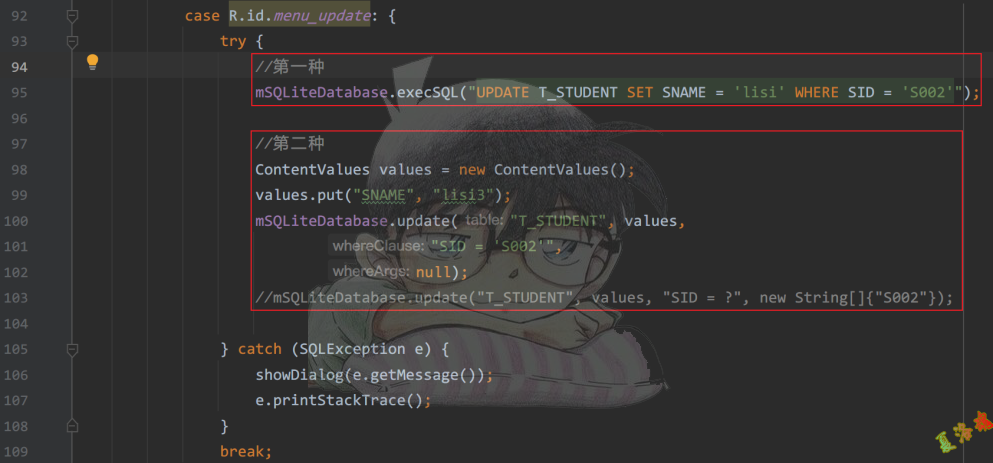 92 case R.id.menu_update: {
93 try {
94 //第一种
95 mSQLiteDatabase.execSQL("UPDATE T_STUDENT SET SNAME = 'lisi' WHERE SID = 'S002'");
96
97 //第二种
98 ContentValues values = new ContentValues();
99 values.put("SNAME", "lisi3");
100 mSQLiteDatabase.update( table: "T_STUDENT", values,
101 whereClause: "SID = 'S002'",
102 whereArgs: null);
103 //mSQLiteDatabase.update("T_STUDENT", values, "SID = ?", new String[]{"S002"});
104
105 } catch (SQLException e) {
106 showDialog(e.getMessage());
107 e.printStackTrace();
108 }
109 break;